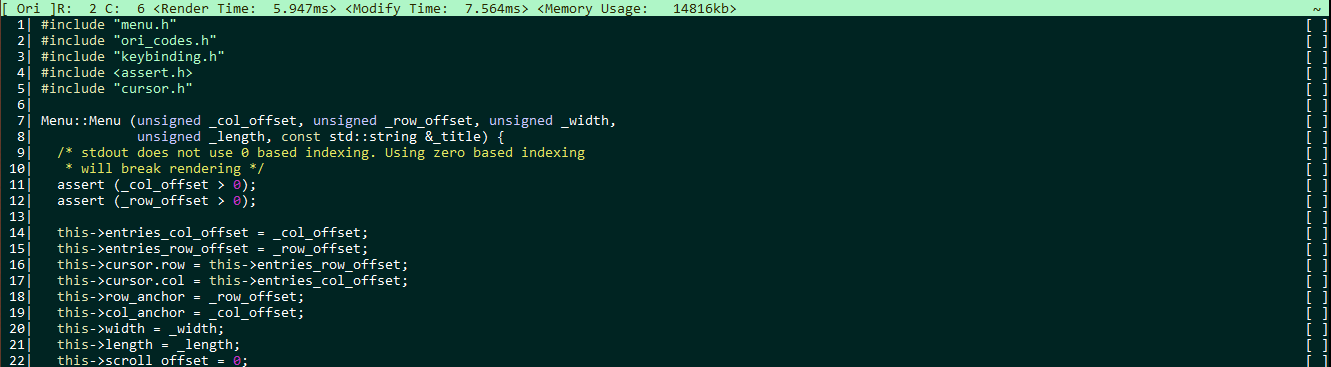 [ Ori ]R:  2 C:  6 <Render Time:  5.947ms> <Modify Time:  7.564ms> <Memory Usage:   14816kb> ~
 1| #include "menu.h" [ ]
 2| #include "ori_codes.h" [ ]
 3| #include "keybinding.h" [ ]
 4| #include <assert.h> [ ]
 5| #include "cursor.h" [ ]
 6| [ ]
 7| Menu::Menu (unsigned _col_offset, unsigned _row_offset, unsigned _width, [ ]
 8|             unsigned _length, const std::string &_title) { [ ]
 9|   /* stdout does not use 0 based indexing. Using zero based indexing [ ]
10|    * will break rendering */ [ ]
11|   assert (_col_offset > 0); [ ]
12|   assert (_row_offset > 0); [ ]
13| [ ]
14|   this->entries_col_offset = _col_offset; [ ]
15|   this->entries_row_offset = _row_offset; [ ]
16|   this->cursor.row = this->entries_row_offset; [ ]
17|   this->cursor.col = this->entries_col_offset; [ ]
18|   this->row_anchor = _row_offset; [ ]
19|   this->col_anchor = _col_offset; [ ]
20|   this->width = _width; [ ]
21|   this->length = _length; [ ]
22|   this->scroll_offset = 0; [ ]